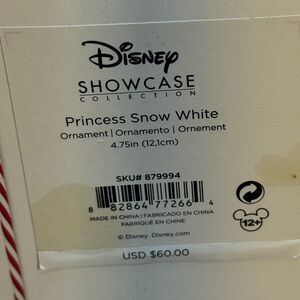 Disney
SHOWCASE
COLLECTION
Princess Snow White
Ornament | Ornamento | Ornement
4.75in (12,1cm)
SKU# 879994
8 82864 77266 4
MADE IN CHINA | FABRICADO EN CHINA
FABRIQUÉ EN CHINE
12+
© Disney. Disney.com
USD $60.00